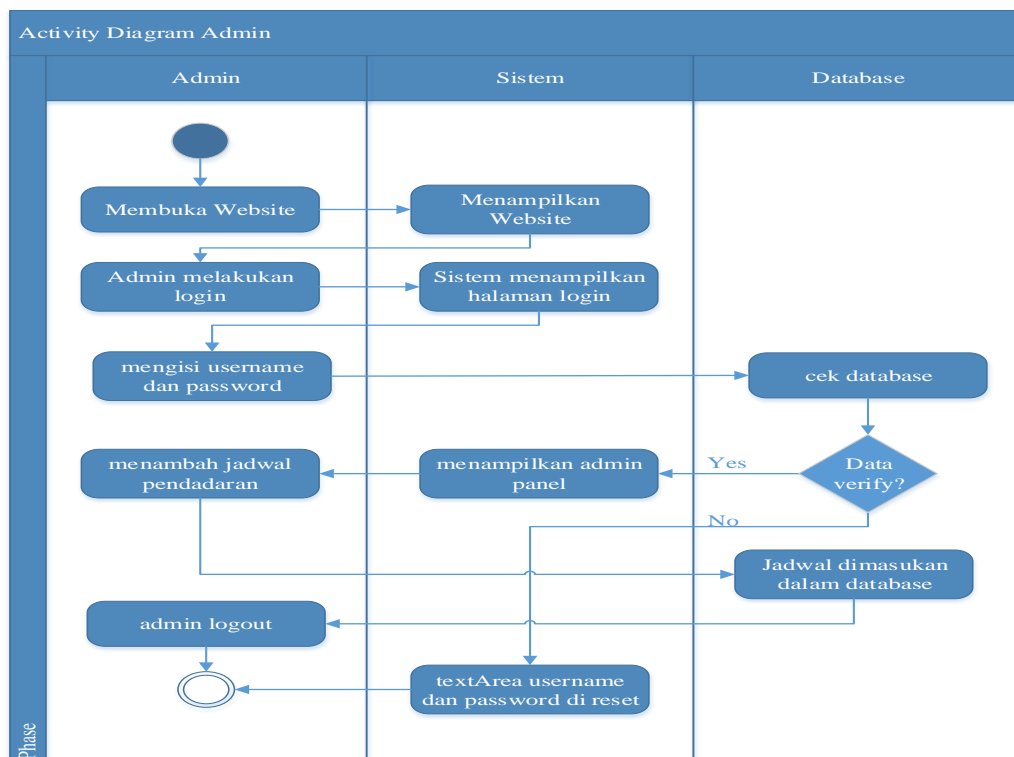 Activity Diagram Admin
Admin
Sistem
Database
Membuka Website
Menampilkan
Website
Admin melakukan
login
Sistem menampilkan
halaman login
mengisi username
dan password
cek database
menambah jadwal
pendadaran
menampilkan admin
panel
Yes
Data
verify?
No
Jadwal dimasukan
dalam database
admin logout
textArea username
dan password di reset
Phase